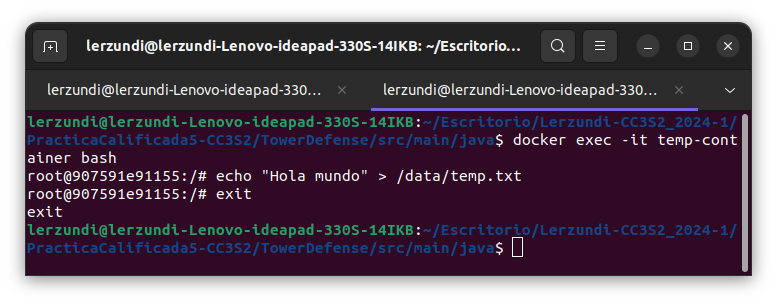 lerzundi@lerzundi-Lenovo-ideapad-330S-14IKB: ~/Escritorio...
lerzundi@lerzundi-Lenovo-ideapad-330...
lerzundi@lerzundi-Lenovo-ideapad-330...
lerzundi@lerzundi-Lenovo-ideapad-330S-14IKB:~/Escritorio/Lerzundi-CC3S2_2024-1/
PracticaCalificada5-CC3S2/TowerDefense/src/main/java$ docker exec -it temp-cont
ainer bash
root@907591e91155:/# echo "Hola mundo" > /data/temp.txt
root@907591e91155:/# exit
exit
lerzundi@lerzundi-Lenovo-ideapad-330S-14IKB:~/Escritorio/Lerzundi-CC3S2_2024-1/
PracticaCalificada5-CC3S2/TowerDefense/src/main/java$